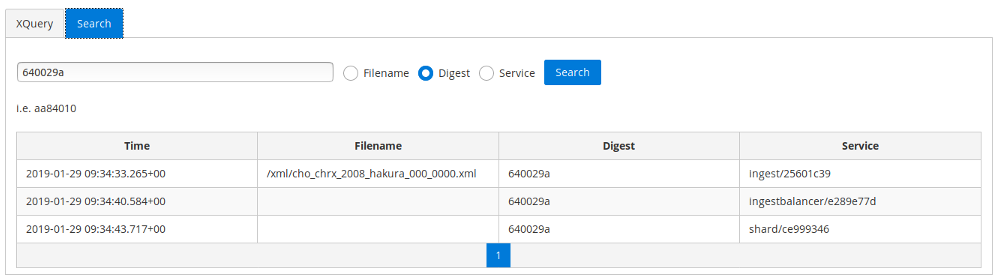 XQuery Search
640029a Filename Digest Service Search
i.e. aa84010
Time Filename Digest Service
2019-01-29 09:34:33.265+00 /xml/cho_chrx_2008_hakura_000_0000.xml 640029a ingest/25601c39
2019-01-29 09:34:40.584+00 640029a ingestbalancer/e289e77d
2019-01-29 09:34:43.717+00 640029a shard/ce999346
1